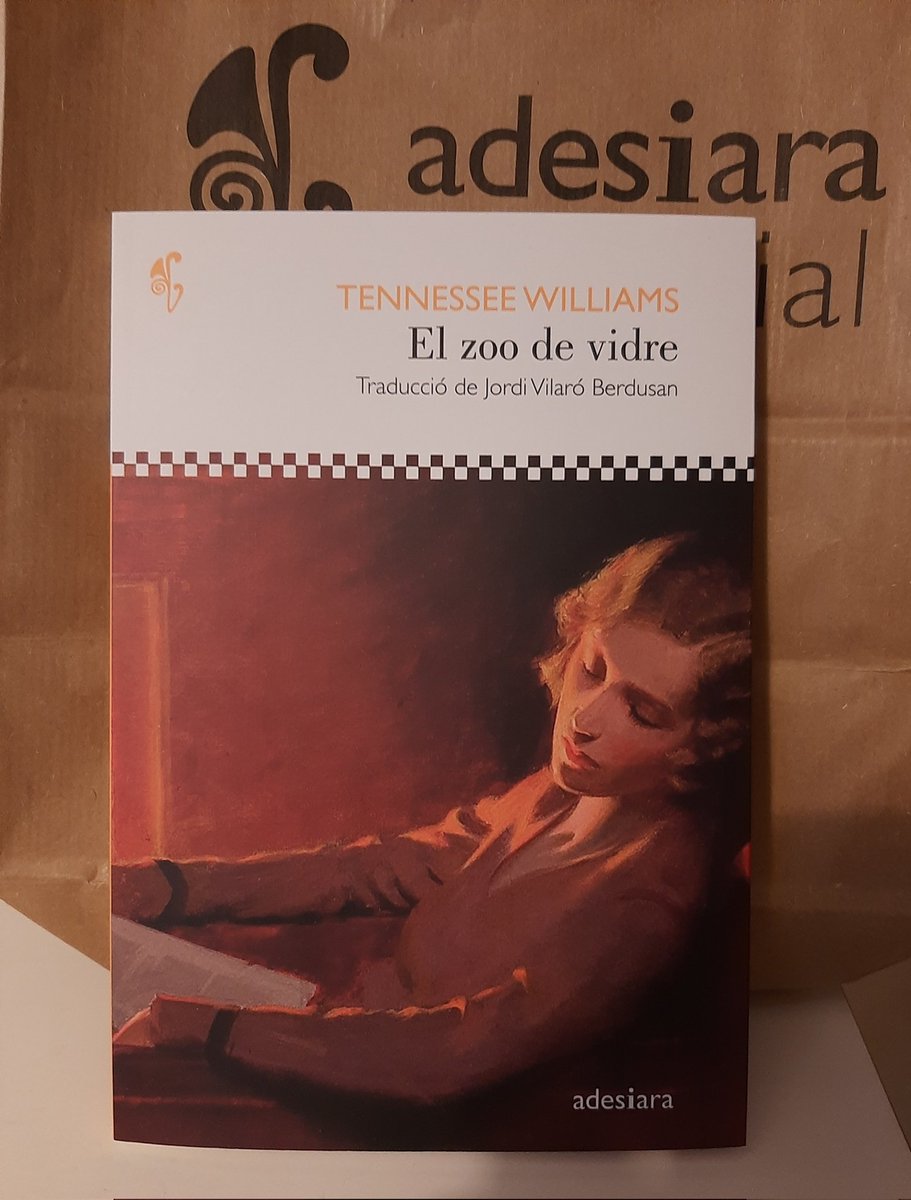 adesiara
ial
TENNESSEE WILLIAMS
El zoo de vidre
Traducció de Jordi Vilaró Berdusan
adesiara